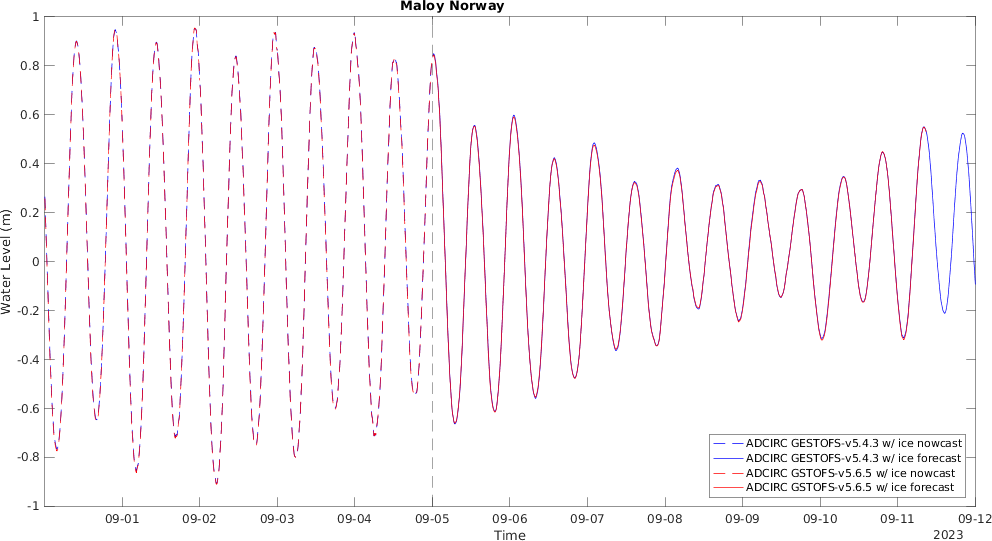 Maloy Norway
1
0.8
0.6
0.4
0.2
0
-0.2
-0.4
-0.6
-0.8
-1
Water Level (m)
ADCIRC GESTOFS-v5.4.3 w/ ice nowcast
ADCIRC GESTOFS-v5.4.3 w/ ice forecast
ADCIRC GSTOFS-v5.6.5 w/ ice nowcast
ADCIRC GSTOFS-v5.6.5 w/ ice forecast
09-01 09-02 09-03 09-04 09-05 09-06 09-07 09-08 09-09 09-10 09-11 09-12
Time
2023